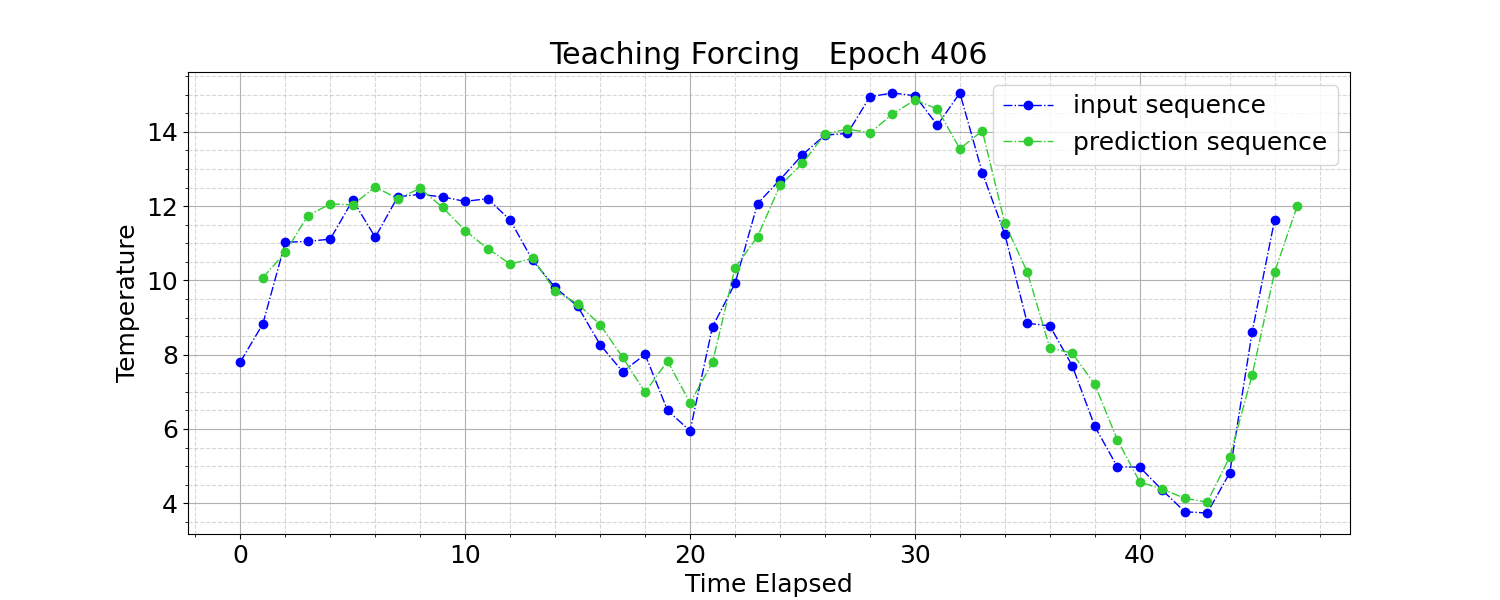 Teaching Forcing   Epoch 406
input sequence
prediction sequence
Temperature
14
12
10
8
6
4
0 10 20 30 40
Time Elapsed